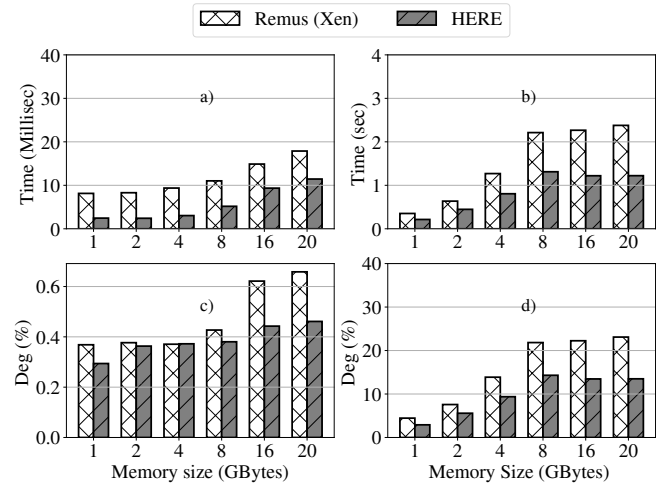 Remus (Xen) HERE
a)
Time (Millisec)
40
30
20
10
0
1 2 4 8 16 20
b)
Time (sec)
4
3
2
1
0
1 2 4 8 16 20
c)
Deg (%)
0.6
0.4
0.2
0.0
1 2 4 8 16 20
Memory size (GBytes)
d)
Deg (%)
40
30
20
10
0
1 2 4 8 16 20
Memory Size (GBytes)